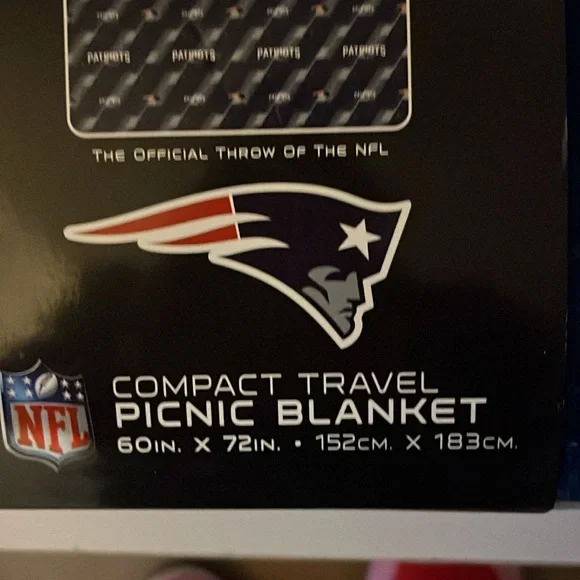 PATRIOTS PATRIOTS PATRIOTS PATRIOTS
THE OFFICIAL THROW OF THE NFL
NFL
COMPACT TRAVEL
PICNIC BLANKET
60IN. X 72IN. • 152CM. X 183CM.